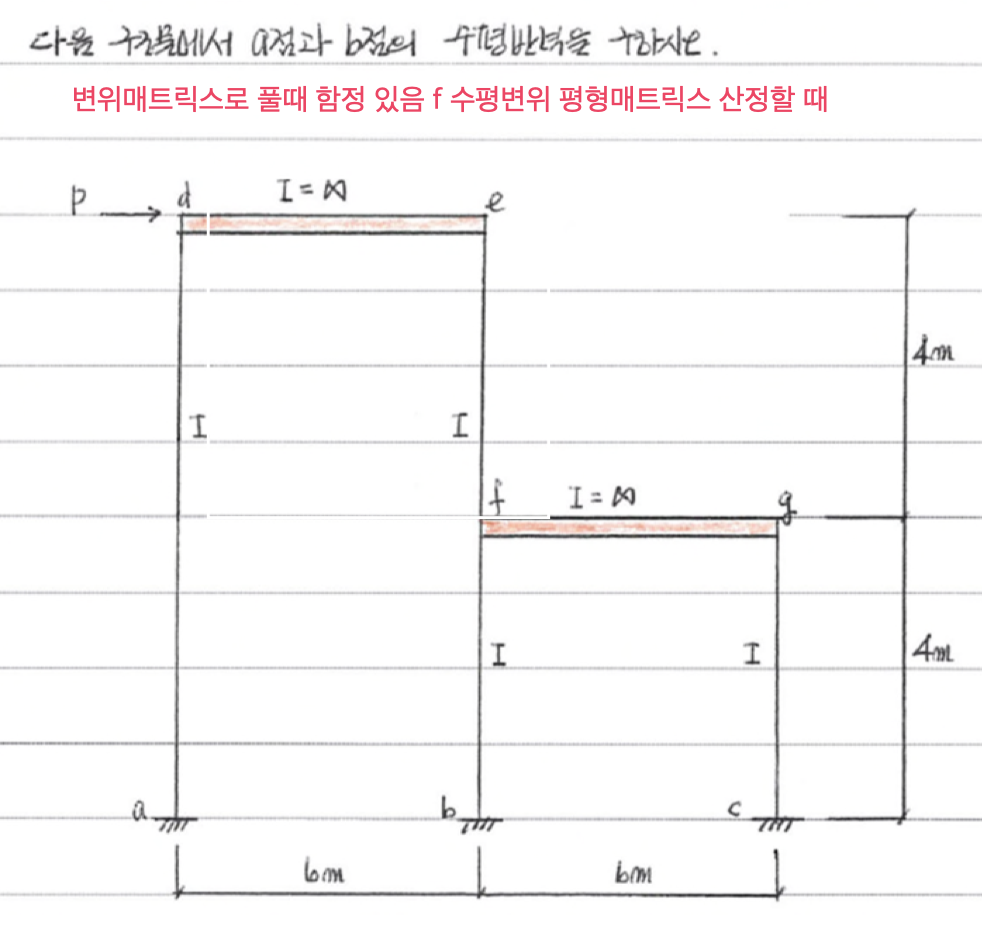 다음 구조물에서 a점과 b점의 수평반력을 구하시오.
변위매트릭스로 풀때 함정 있음 f 수평변위 평형매트릭스 산정할 때
P d I = ∞ e
4m
I I
f I = ∞ g
I I 4m
a b c
6m 6m